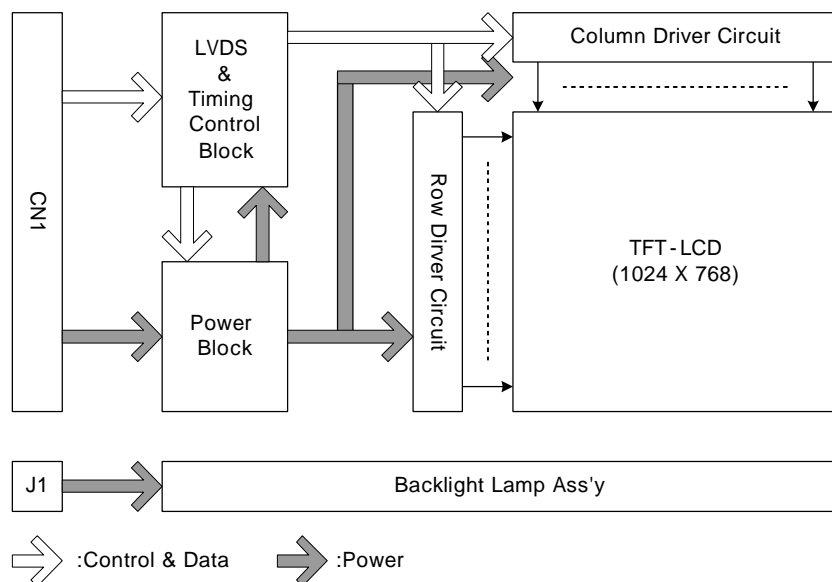 LVDS
&
Timing
Control
Block
Column Driver Circuit
CN1
Row Dirver Circuit
TFT-LCD
(1024 X 768)
Power
Block
J1
Backlight Lamp Ass'y
:Control & Data
:Power